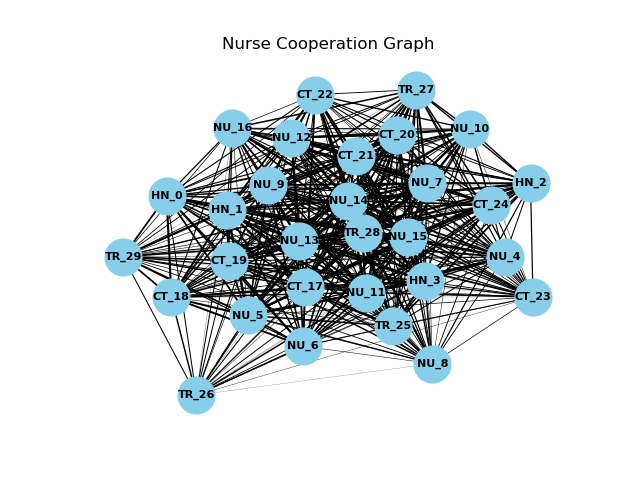 Nurse Cooperation Graph
TR_27
CT_22
NU_16
NU_10
CT_20
NU_12
CT_21
NU_7
HN_2
NU_9
HN_0
NU_14
CT_24
HN_1
TR_28
NU_15
NU_13
TR_29
NU_4
CT_19
HN_3
CT_17
NU_11
CT_18
CT_23
NU_5
TR_25
NU_6
NU_8
TR_26